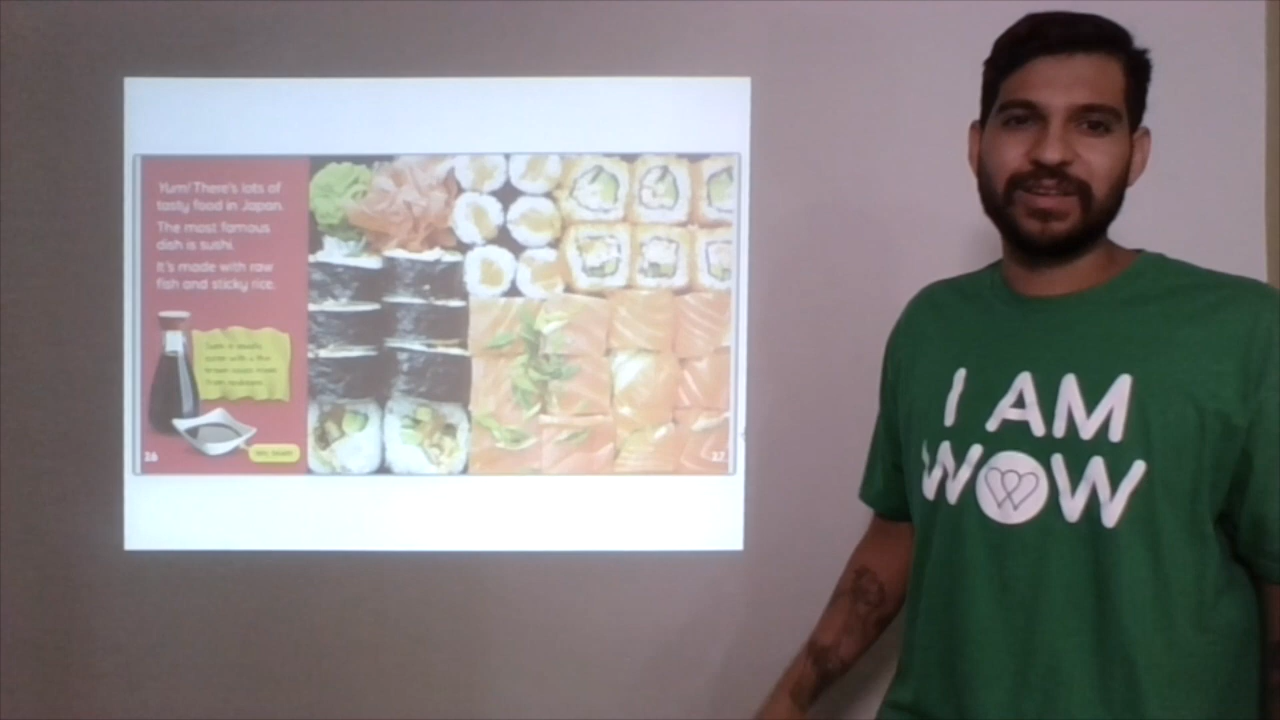 Yum! There's lots of
tasty food in Japan.
The most famous
dish is sushi.
It's made with raw
fish and sticky rice.
26
27
I AM
WOW